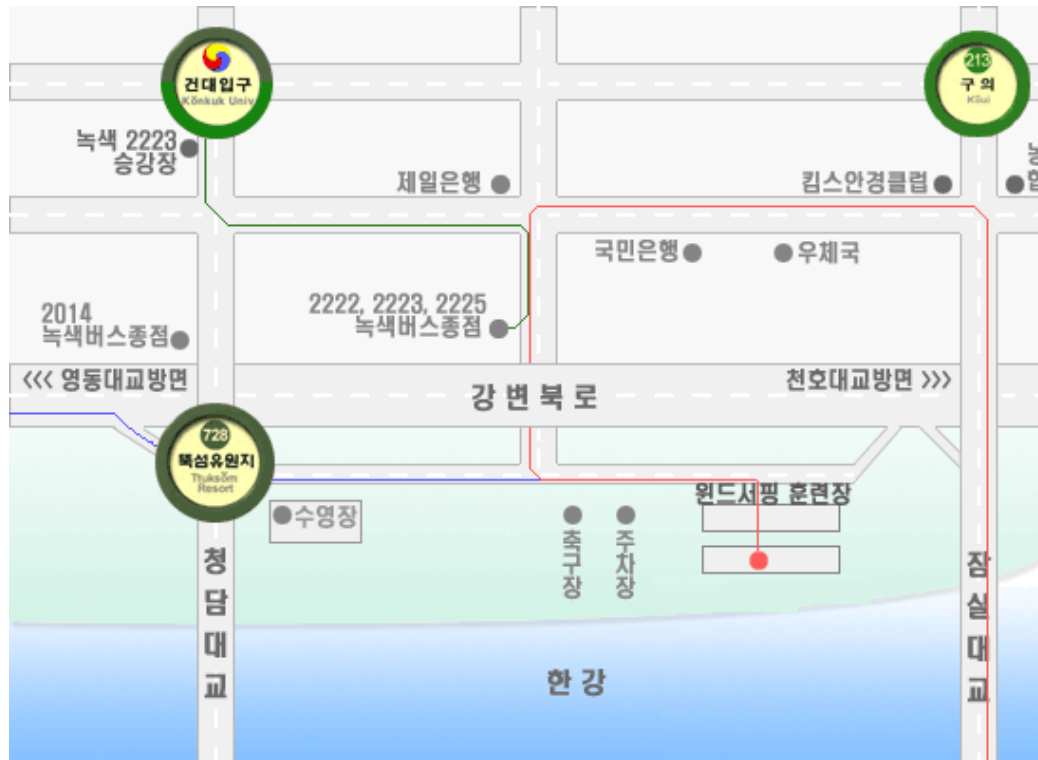 건대입구
Kŏnkuk Univ
213
구 의
Kŭui
녹색 2223
승강장
제일은행
킴스안경클럽
국민은행
우체국
2222, 2223, 2225
녹색버스종점
2014
녹색버스종점
<<< 영동대교방면
강 변 북 로
천호대교방면 >>>
728
뚝섬유원지
Ttuksŏm
Resort
수영장
축구장
주차장
윈드서핑 훈련장
청담대교
잠실대교
한 강